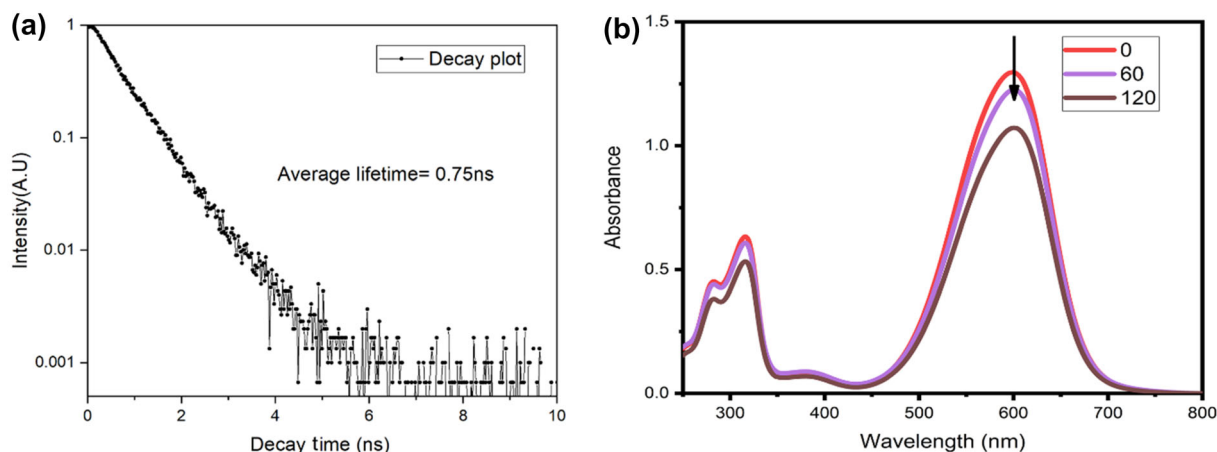 (a)
1
0.1
0.01
0.001
Intensity(A.U)
Decay plot
Average lifetime= 0.75ns
0 2 4 6 8 10
Decay time (ns)
(b)
1.5
1.0
0.5
0.0
Absorbance
0
60
120
300 400 500 600 700 800
Wavelength (nm)